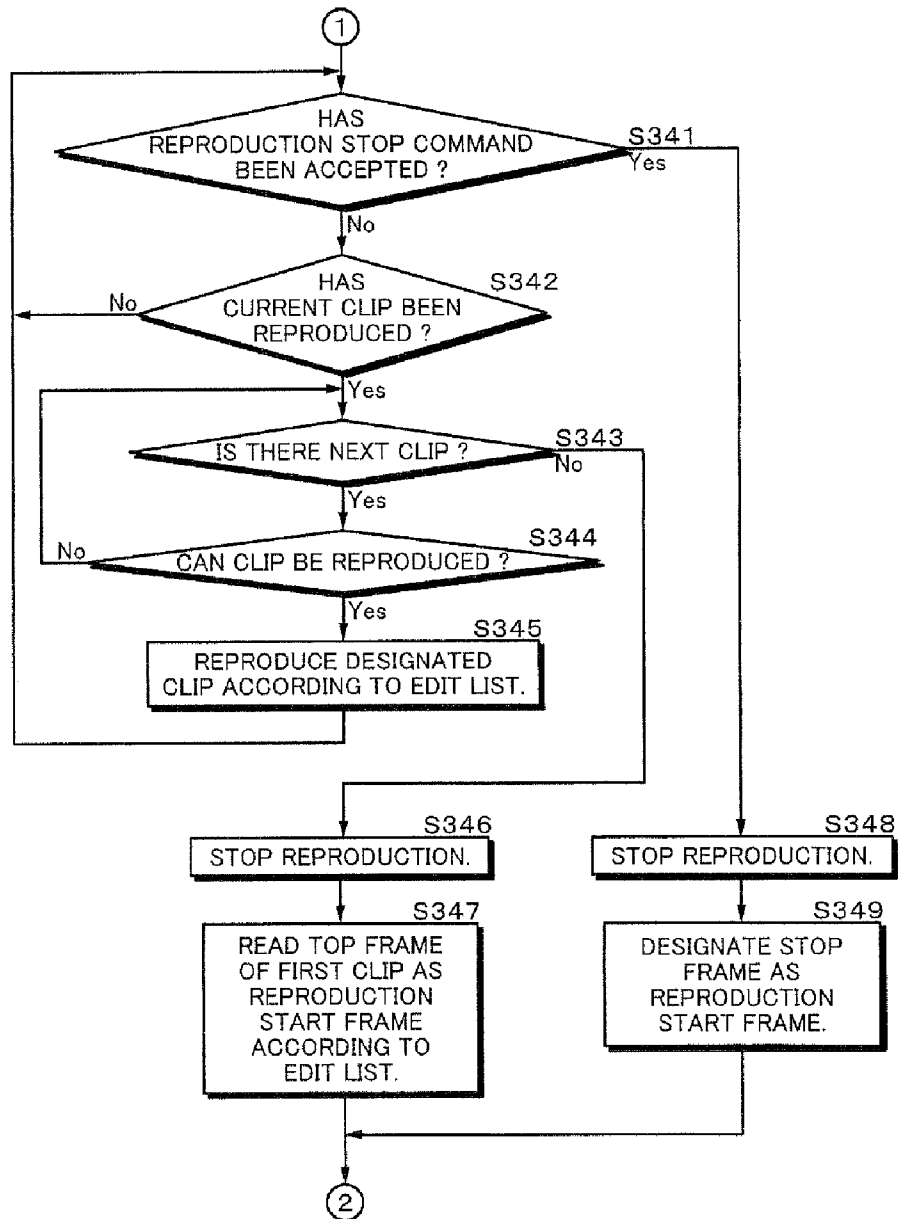 1
HAS
REPRODUCTION STOP COMMAND
BEEN ACCEPTED ?
S341
Yes
No
HAS
CURRENT CLIP BEEN
REPRODUCED ?
S342
No
Yes
IS THERE NEXT CLIP ?
S343
No
Yes
CAN CLIP BE REPRODUCED ?
S344
No
Yes
S345
REPRODUCE DESIGNATED
CLIP ACCORDING TO EDIT LIST.
S346
STOP REPRODUCTION.
S348
STOP REPRODUCTION.
S347
READ TOP FRAME
OF FIRST CLIP AS
REPRODUCTION
START FRAME
ACCORDING TO
EDIT LIST.
S349
DESIGNATE STOP
FRAME AS
REPRODUCTION
START FRAME.
2